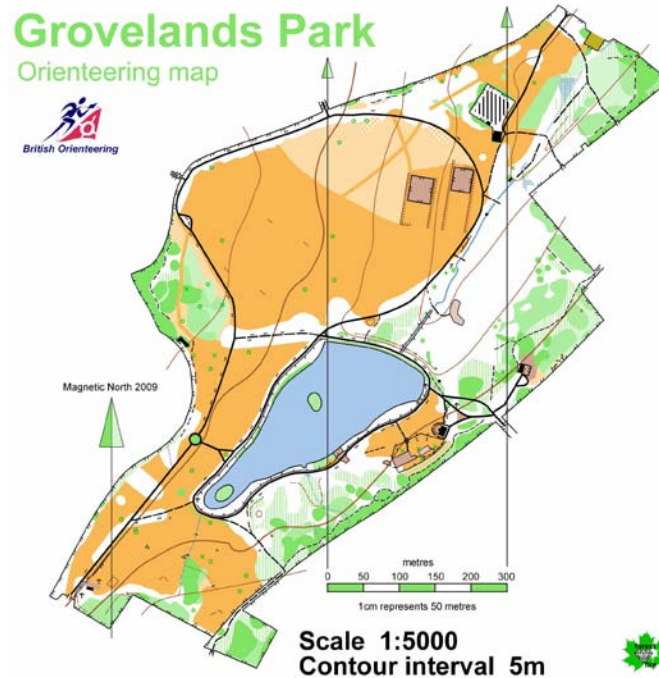 Grovelands Park
Orienteering map
British Orienteering
Magnetic North 2009
metres
0 50 100 150 200 300
1cm represents 50 metres
Scale 1:5000
Contour interval 5m